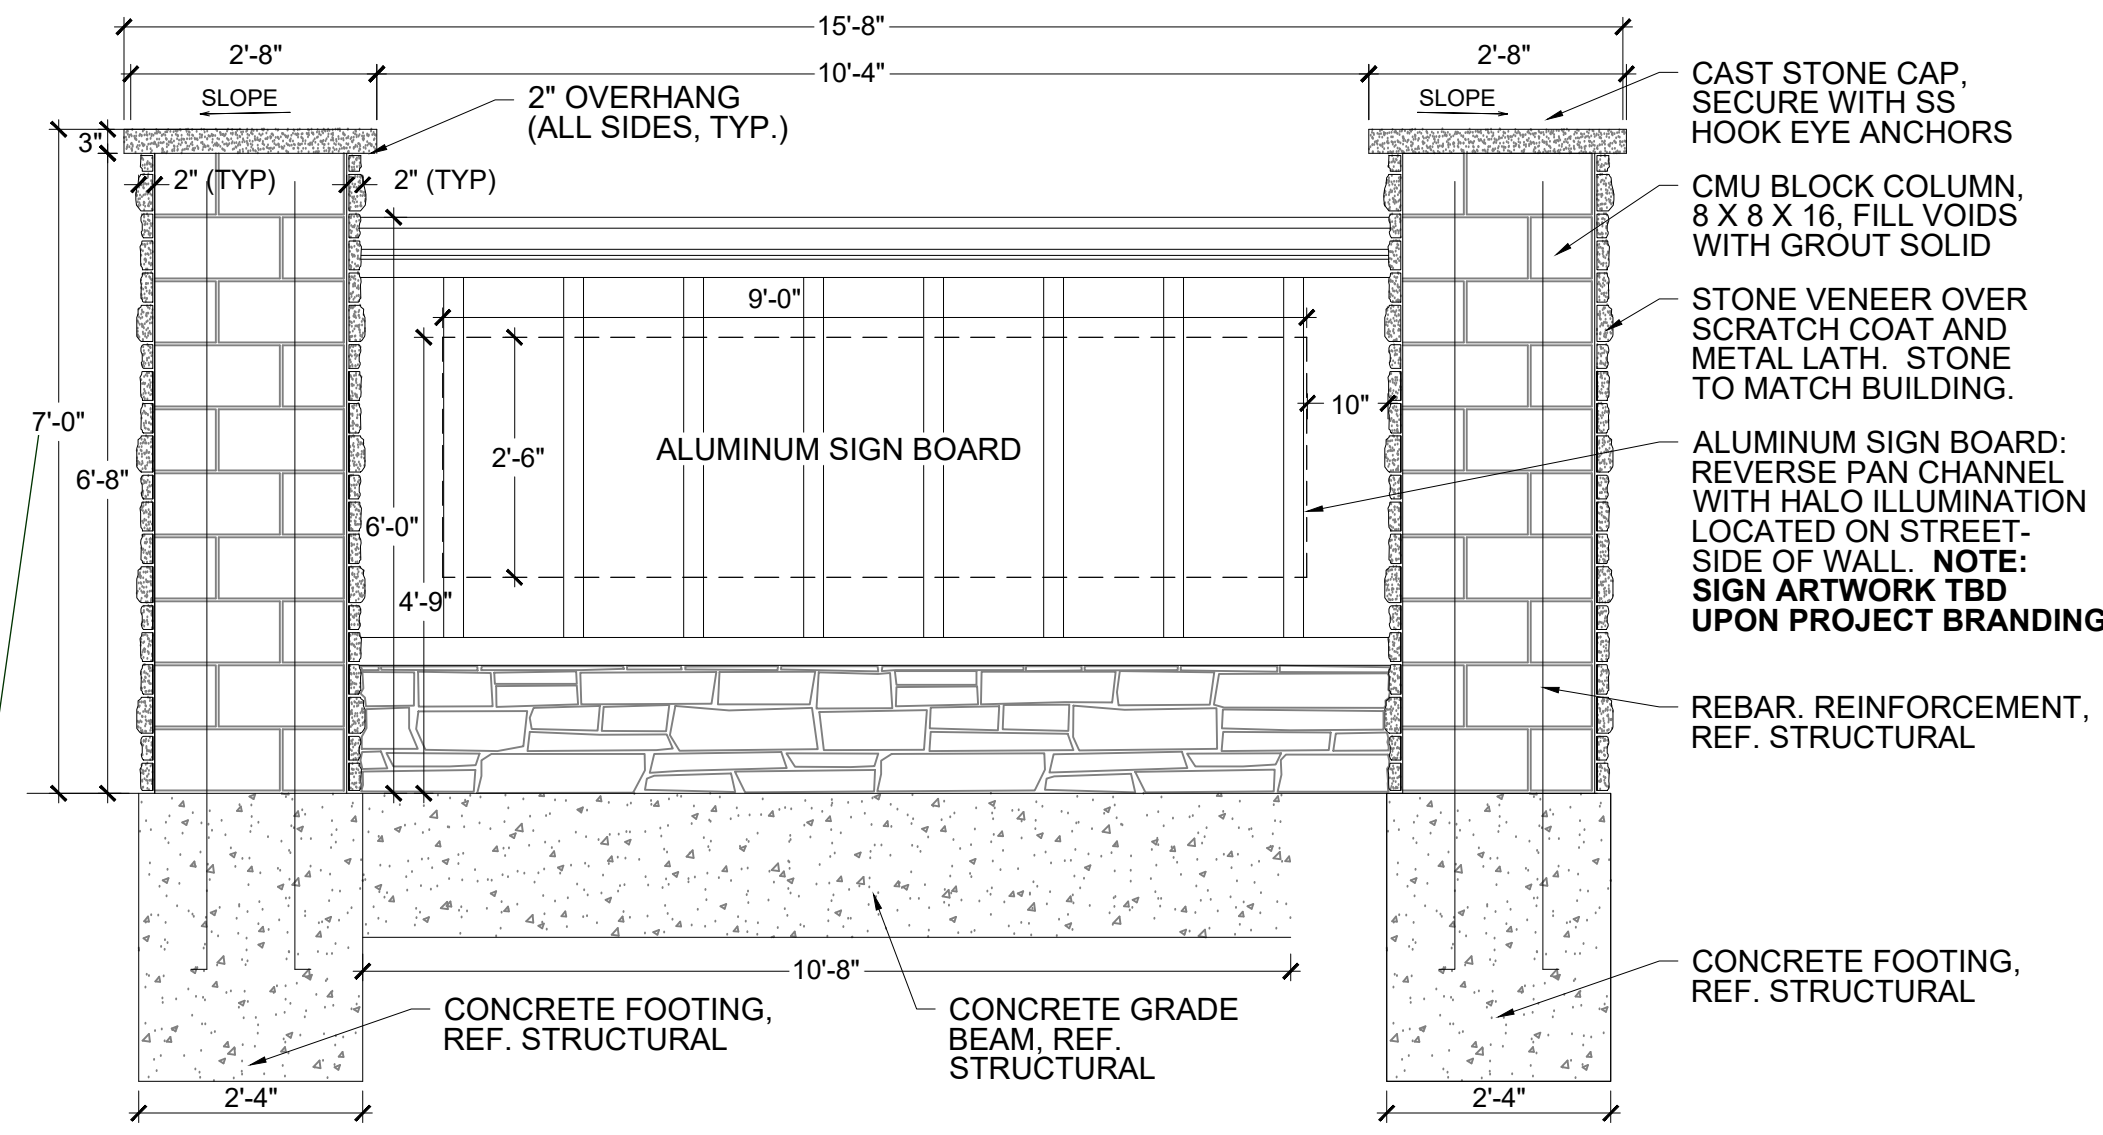 15'-8"
2'-8"
10'-4"
2'-8"
SLOPE
SLOPE
2" OVERHANG
(ALL SIDES, TYP.)
3"
2" (TYP)
2" (TYP)
9'-0"
7'-0"
6'-8"
10"
2'-6"
ALUMINUM SIGN BOARD
6'-0"
4'-9"
10'-8"
CONCRETE FOOTING,
REF. STRUCTURAL
CONCRETE GRADE
BEAM, REF.
STRUCTURAL
2'-4"
2'-4"
CAST STONE CAP,
SECURE WITH SS
HOOK EYE ANCHORS
CMU BLOCK COLUMN,
8 X 8 X 16, FILL VOIDS
WITH GROUT SOLID
STONE VENEER OVER
SCRATCH COAT AND
METAL LATH. STONE
TO MATCH BUILDING.
ALUMINUM SIGN BOARD:
REVERSE PAN CHANNEL
WITH HALO ILLUMINATION
LOCATED ON STREET-
SIDE OF WALL. NOTE:
SIGN ARTWORK TBD
UPON PROJECT BRANDING
REBAR. REINFORCEMENT,
REF. STRUCTURAL
CONCRETE FOOTING,
REF. STRUCTURAL